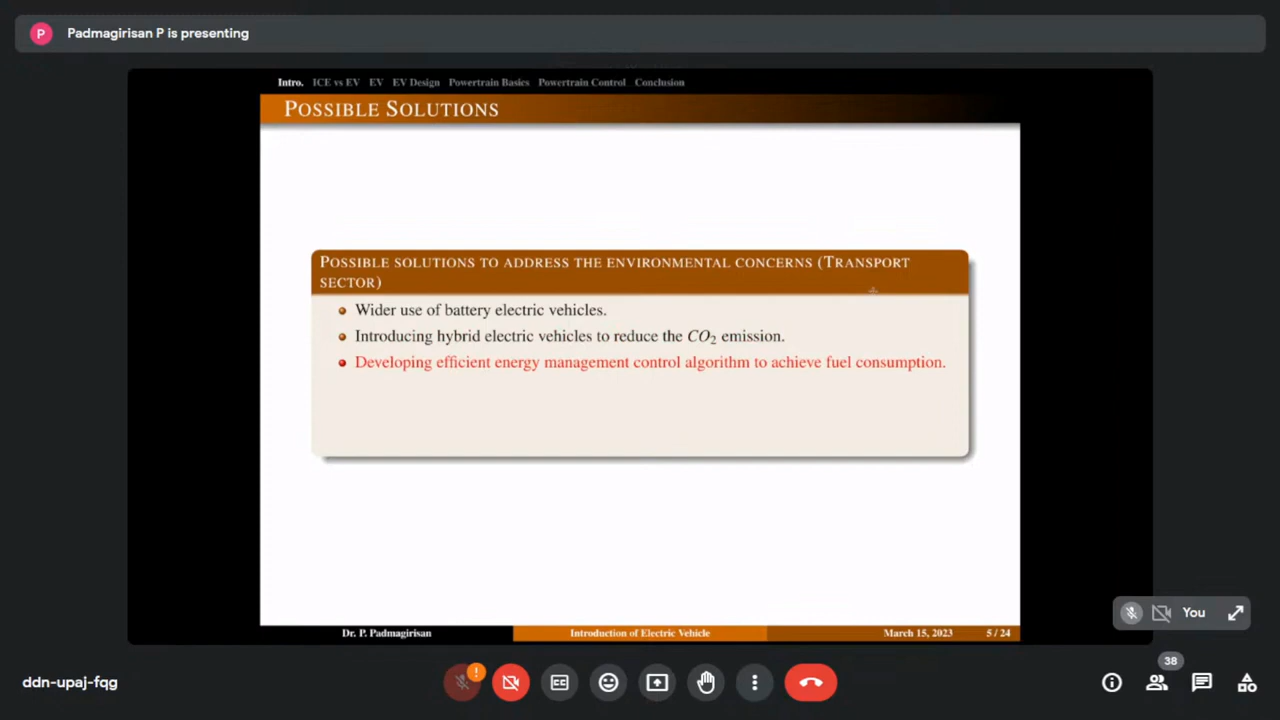 P Padmagirisan P is presenting
Intro. ICE vs EV EV EV Design Powertrain Basics Powertrain Control Conclusion
Possible Solutions
Possible solutions to address the environmental concerns (Transport
sector)
Wider use of battery electric vehicles.
Introducing hybrid electric vehicles to reduce the CO₂ emission.
Developing efficient energy management control algorithm to achieve fuel consumption.
You
Dr. P. Padmagirisan Introduction of Electric Vehicle March 15, 2023 5 / 24
38
ddn-upaj-fqg ! CC